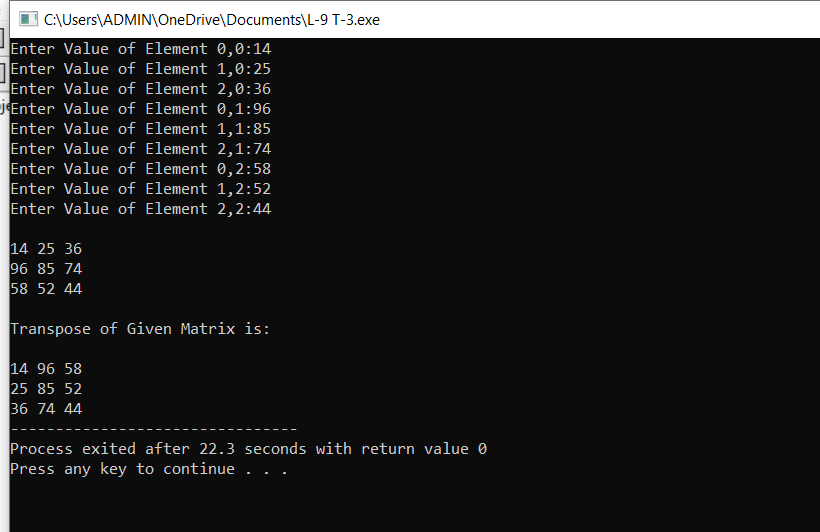 C:\Users\ADMIN\OneDrive\Documents\L-9 T-3.exe
Enter Value of Element 0,0:14
Enter Value of Element 1,0:25
Enter Value of Element 2,0:36
Enter Value of Element 0,1:96
Enter Value of Element 1,1:85
Enter Value of Element 2,1:74
Enter Value of Element 0,2:58
Enter Value of Element 1,2:52
Enter Value of Element 2,2:44
14 25 36
96 85 74
58 52 44
Transpose of Given Matrix is:
14 96 58
25 85 52
36 74 44
--------------------------------
Process exited after 22.3 seconds with return value 0
Press any key to continue . . .